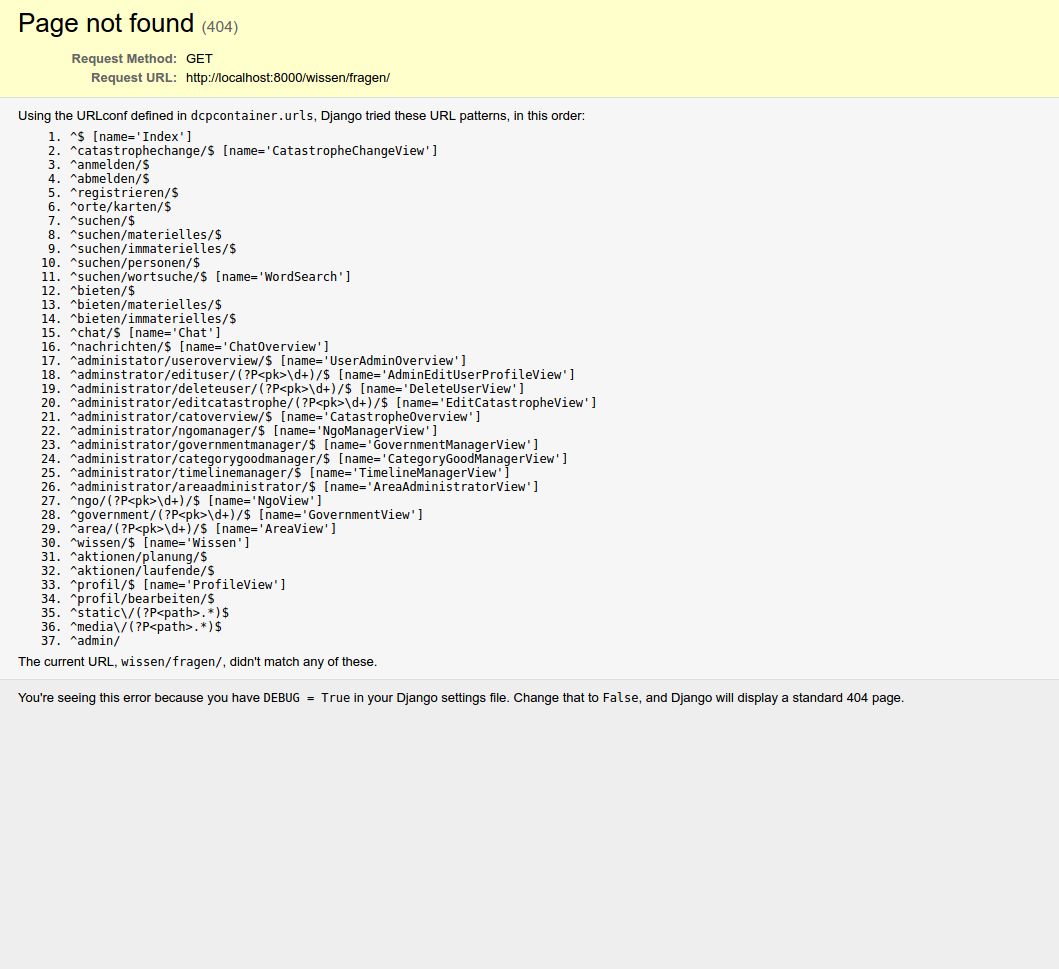 Page not found (404)
Request Method: GET
Request URL: http://localhost:8000/wissen/fragen/
Using the URLconf defined in dcpcontainer.urls, Django tried these URL patterns, in this order:
1. ^$ [name='Index']
2. ^catastrophechange/$ [name='CatastropheChangeView']
3. ^anmelden/$
4. ^abmelden/$
5. ^registrieren/$
6. ^orte/karten/$
7. ^suchen/$
8. ^suchen/materielles/$
9. ^suchen/immaterielles/$
10. ^suchen/personen/$
11. ^suchen/wortsuche/$ [name='WordSearch']
12. ^bieten/$
13. ^bieten/materielles/$
14. ^bieten/immaterielles/$
15. ^chat/$ [name='Chat']
16. ^nachrichten/$ [name='ChatOverview']
17. ^administator/useroverview/$ [name='UserAdminOverview']
18. ^adminstrator/edituser/(?P<pk>\d+)/$ [name='AdminEditUserProfileView']
19. ^administrator/deleteuser/(?P<pk>\d+)/$ [name='DeleteUserView']
20. ^administrator/editcatastrophe/(?P<pk>\d+)/$ [name='EditCatastropheView']
21. ^administrator/catoverview/$ [name='CatastropheOverview']
22. ^administrator/ngomanager/$ [name='NgoManagerView']
23. ^administrator/governmentmanager/$ [name='GovernmentManagerView']
24. ^administrator/categorygoodmanager/$ [name='CategoryGoodManagerView']
25. ^administrator/timelinemanager/$ [name='TimelineManagerView']
26. ^administrator/areaadministrator/$ [name='AreaAdministratorView']
27. ^ngo/(?P<pk>\d+)/$ [name='NgoView']
28. ^government/(?P<pk>\d+)/$ [name='GovernmentView']
29. ^area/(?P<pk>\d+)/$ [name='AreaView']
30. ^wissen/$ [name='Wissen']
31. ^aktionen/planung/$
32. ^aktionen/laufende/$
33. ^profil/$ [name='ProfileView']
34. ^profil/bearbeiten/$
35. ^static\/(?P<path>.*)$
36. ^media\/(?P<path>.*)$
37. ^admin/
The current URL, wissen/fragen/, didn't match any of these.
You're seeing this error because you have DEBUG = True in your Django settings file. Change that to False, and Django will display a standard 404 page.